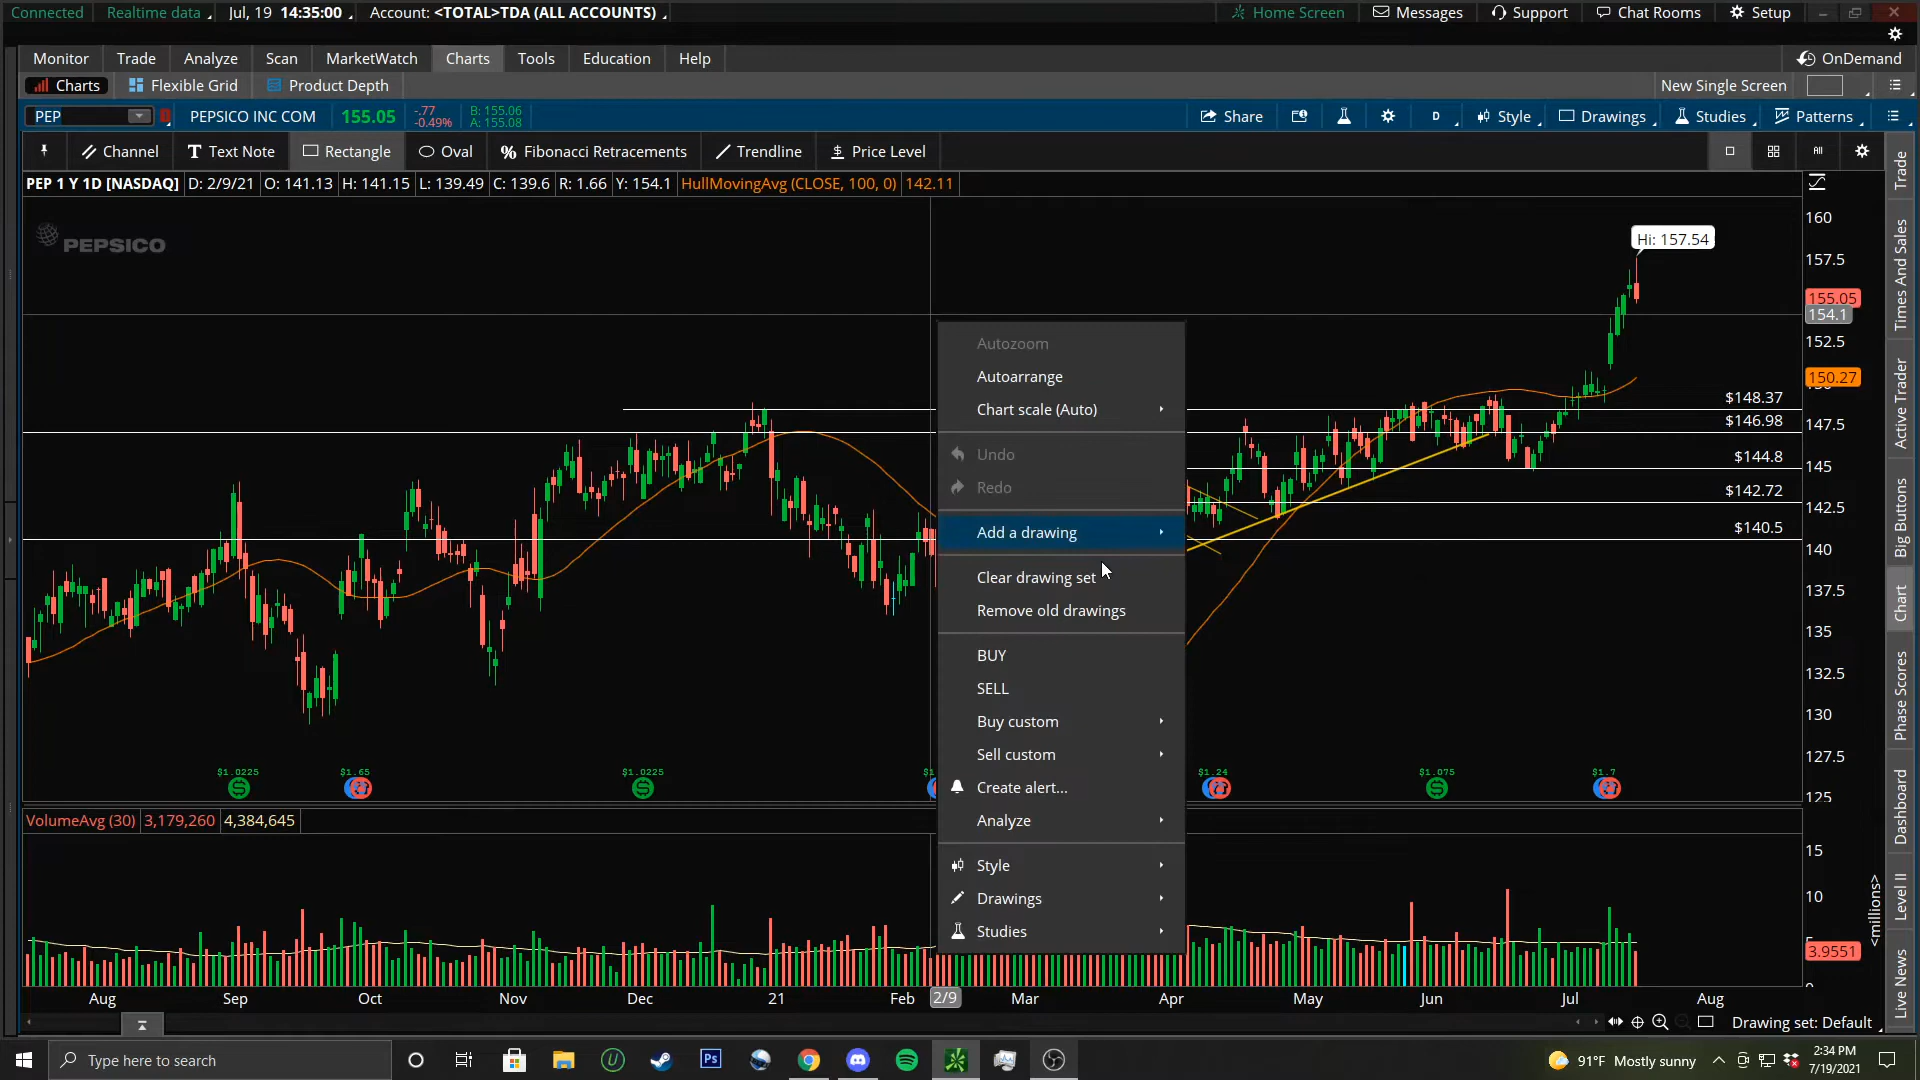 Connected Realtime data Jul, 19 14:35:00 Account: <TOTAL>TDA (ALL ACCOUNTS) Home Screen Messages Support Chat Rooms Setup
Monitor Trade Analyze Scan MarketWatch Charts Tools Education Help OnDemand
Charts Flexible Grid Product Depth New Single Screen
PEP PEPSICO INC COM 155.05 -.77 -0.49% B: 155.06 A: 155.08 Share D Style Drawings Studies Patterns
Channel T Text Note Rectangle Oval % Fibonacci Retracements Trendline $ Price Level All
PEP 1 Y 1D [NASDAQ] D: 2/9/21 O: 141.13 H: 141.15 L: 139.49 C: 139.6 R: 1.66 Y: 154.1 HullMovingAvg (CLOSE, 100, 0) 142.11
PEPSICO
Hi: 157.54
160
157.5
155.05
154.1
152.5
150.27
147.5
145
142.5
140
137.5
135
132.5
130
127.5
125
$148.37
$146.98
$144.8
$142.72
$140.5
Autozoom
Autoarrange
Chart scale (Auto)
Undo
Redo
Add a drawing
Clear drawing set
Remove old drawings
BUY
SELL
Buy custom
Sell custom
Create alert...
Analyze
Style
Drawings
Studies
$1.0225 $1.65 $1.0225 $1.24 $1.075 $1.7
VolumeAvg (30) 3,179,260 4,384,645
15
10
3.9551
<millions>
Aug Sep Oct Nov Dec 21 Feb 2/9 Mar Apr May Jun Jul Aug
Drawing set: Default
Trade
Times And Sales
Active Trader
Big Buttons
Chart
Phase Scores
Dashboard
Level II
Live News
Type here to search
Ps
91°F Mostly sunny
2:34 PM
7/19/2021